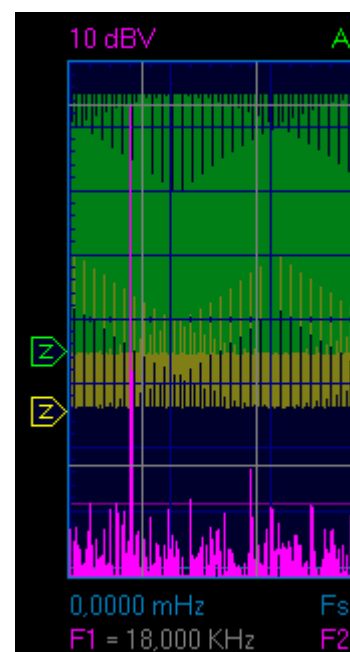 10 dBV A
Z
Z
0,0000 mHz Fs
F1 = 18,000 KHz F2